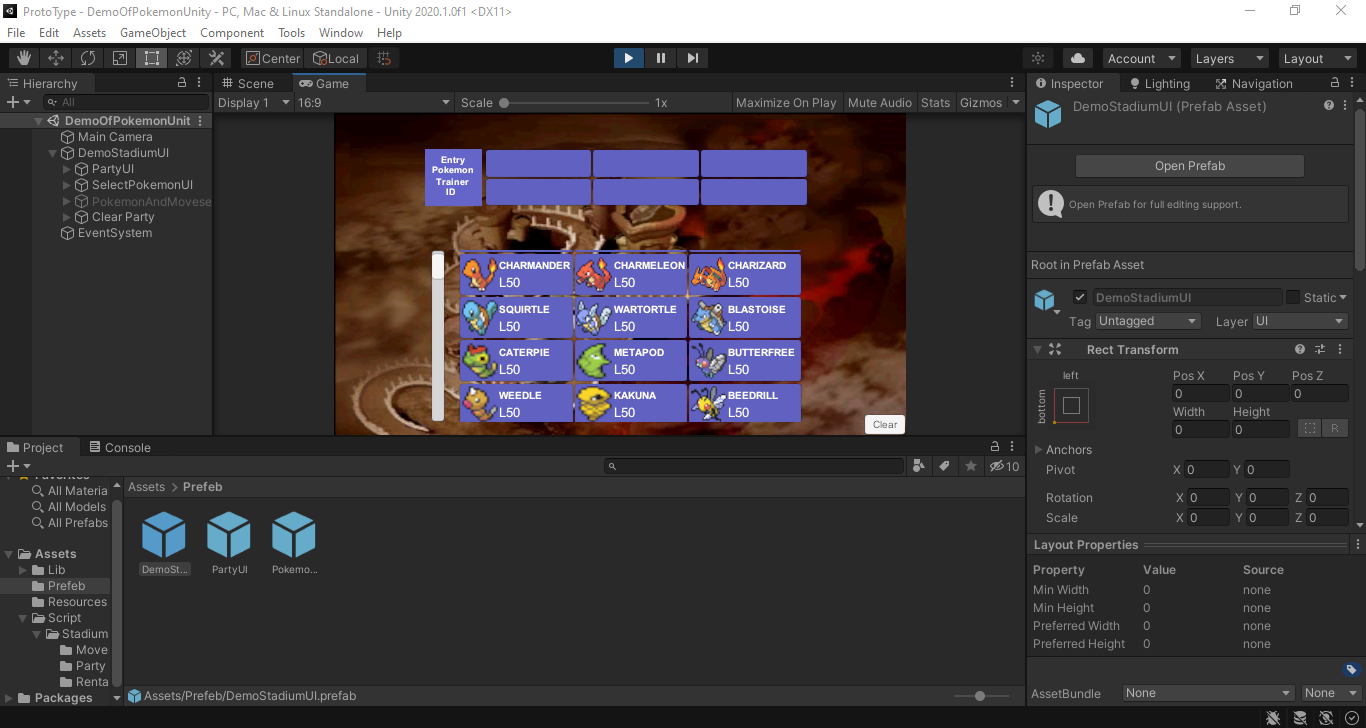 ProtoType - DemoOfPokemonUnity - PC, Mac & Linux Standalone - Unity 2020.1.0f1 <DX11>
File Edit Assets GameObject Component Tools Window Help
Center Local Account Layers Layout
Hierarchy
All
DemoOfPokemonUnit
Main Camera
DemoStadiumUI
PartyUI
SelectPokemonUI
PokemonAndMovese
Clear Party
EventSystem
Scene Game
Display 1 16:9 Scale 1x Maximize On Play Mute Audio Stats Gizmos
Entry
Pokemon
Trainer
ID
CHARMANDER CHARMELEON CHARIZARD
L50 L50 L50
SQUIRTLE WARTORTLE BLASTOISE
L50 L50 L50
CATERPIE METAPOD BUTTERFREE
L50 L50 L50
WEEDLE KAKUNA BEEDRILL
L50 L50 L50
Clear
Inspector Lighting Navigation
DemoStadiumUI (Prefab Asset)
Open Prefab
Open Prefab for full editing support.
Root in Prefab Asset
DemoStadiumUI Static
Tag Untagged Layer UI
Rect Transform
left Pos X Pos Y Pos Z
bottom 0 0 0
Width Height
0 0 R
Anchors
Pivot X 0 Y 0
Rotation X 0 Y 0 Z 0
Scale X 0 Y 0 Z 0
Layout Properties
Property Value Source
Min Width 0 none
Min Height 0 none
Preferred Width 0 none
Preferred Height 0 none
AssetBundle None None
Project Console
10
Favorites
All Materia
All Models
All Prefabs
Assets
Lib
Prefeb
Resources
Script
Stadium
Move
Party
Renta
Packages
Assets > Prefeb
DemoSt... PartyUI Pokemo...
Assets/Prefeb/DemoStadiumUI.prefab